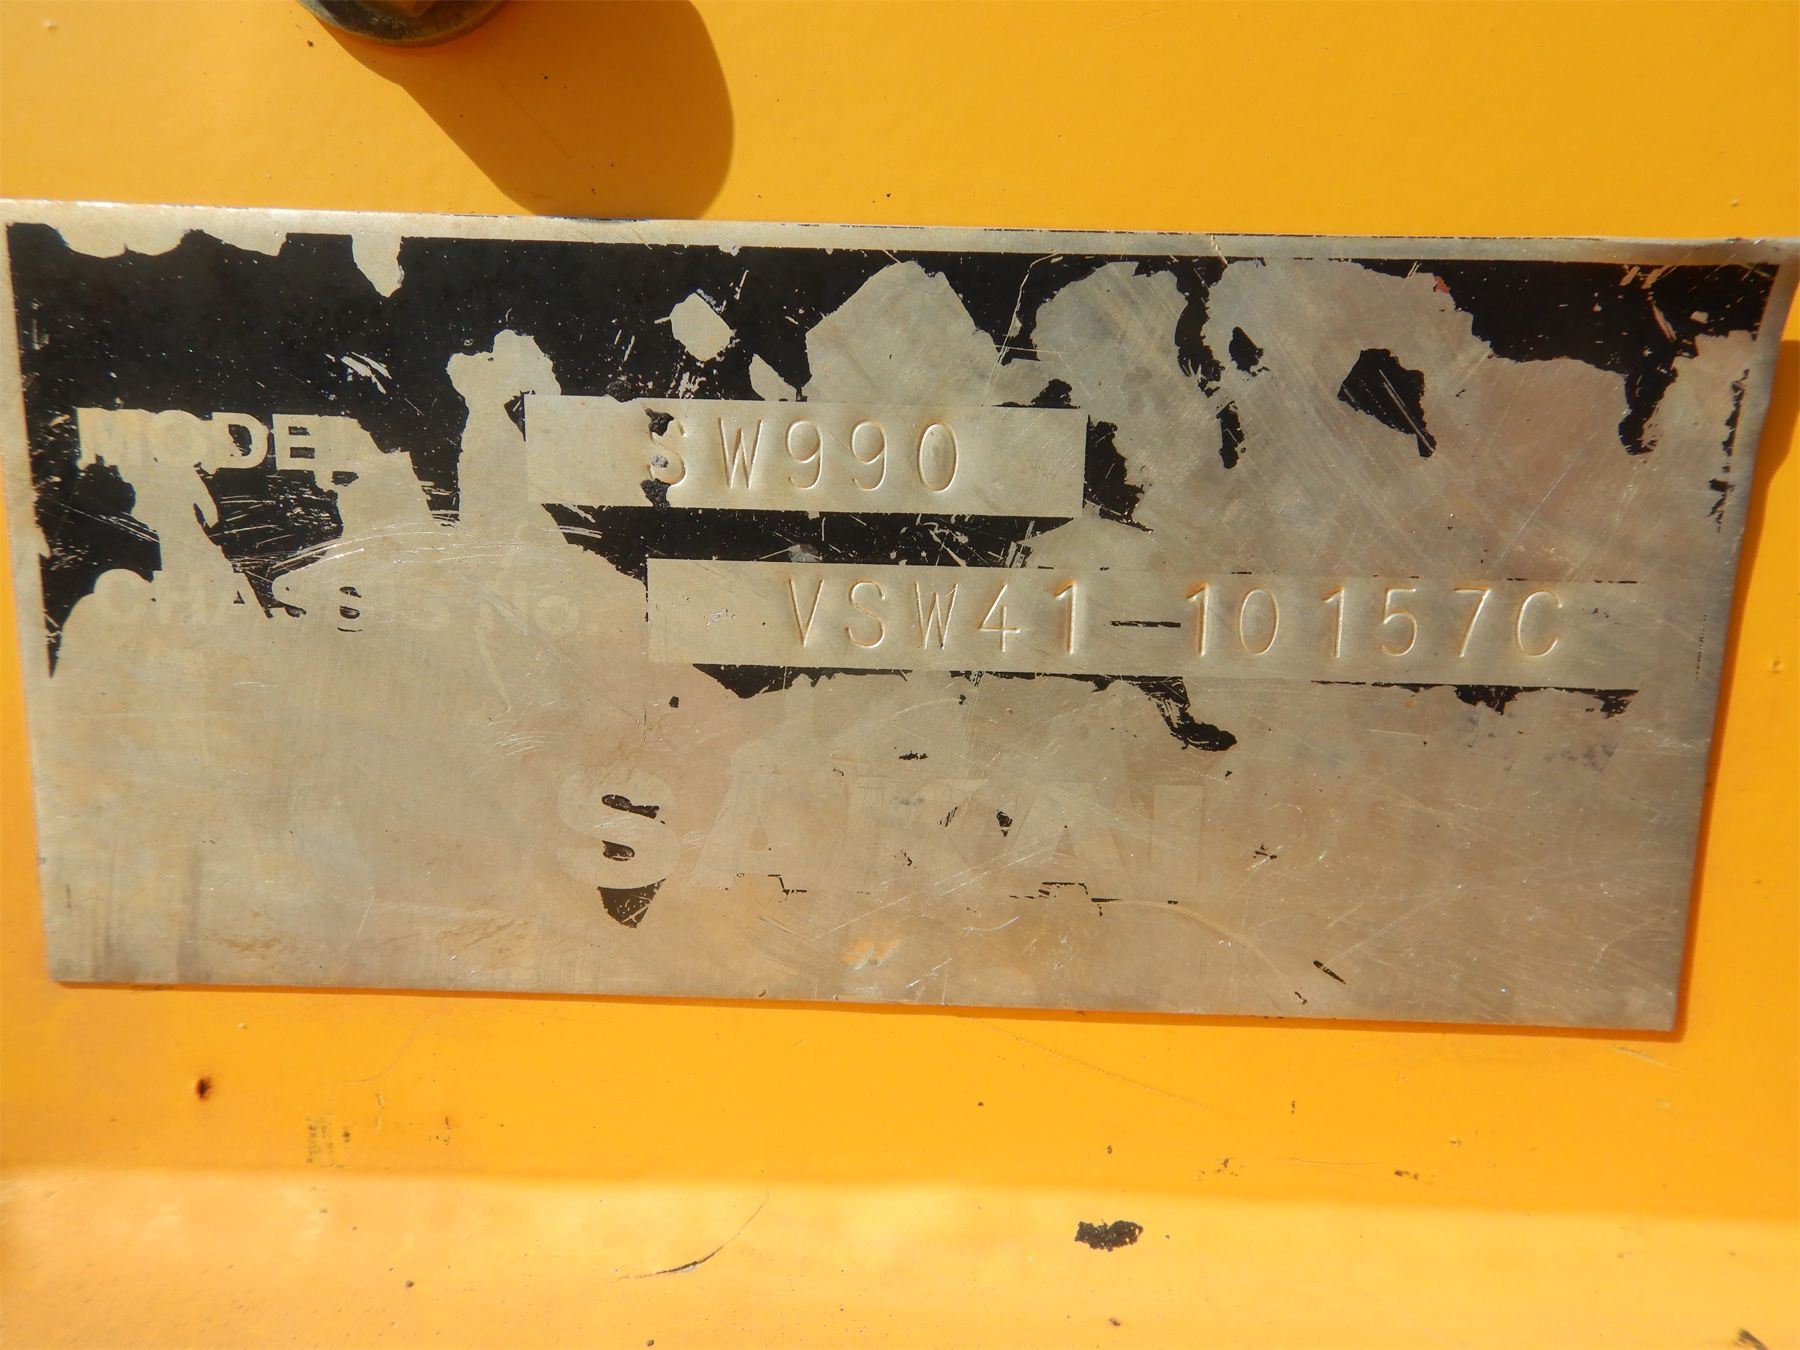 MODEL SW990
CHASSIS No. VSW41-10157C
SAKAI